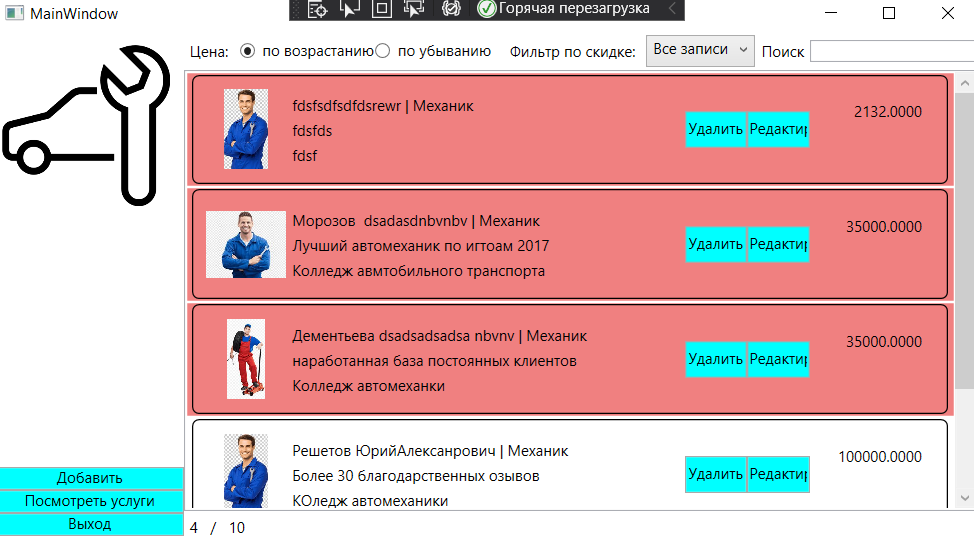 MainWindow
Горячая перезагрузка
Цена: по возрастанию по убыванию Фильтр по скидке: Все записи Поиск
fdsfsdfsdfdsrewr | Механик
fdsfds
fdsf
Удалить Редактир
2132.0000
Морозов dsadasdnbvnbv | Механик
Лучший автомеханик по игтоам 2017
Колледж авмтобильного транспорта
Удалить Редактир
35000.0000
Дементьева dsadsadsadsa nbvnv | Механик
наработанная база постоянных клиентов
Колледж автомеханки
Удалить Редактир
35000.0000
Решетов ЮрийАлексанрович | Механик
Более 30 благодарственных озывов
КОледж автомеханики
Удалить Редактир
100000.0000
Добавить
Посмотреть услуги
Выход
4 / 10